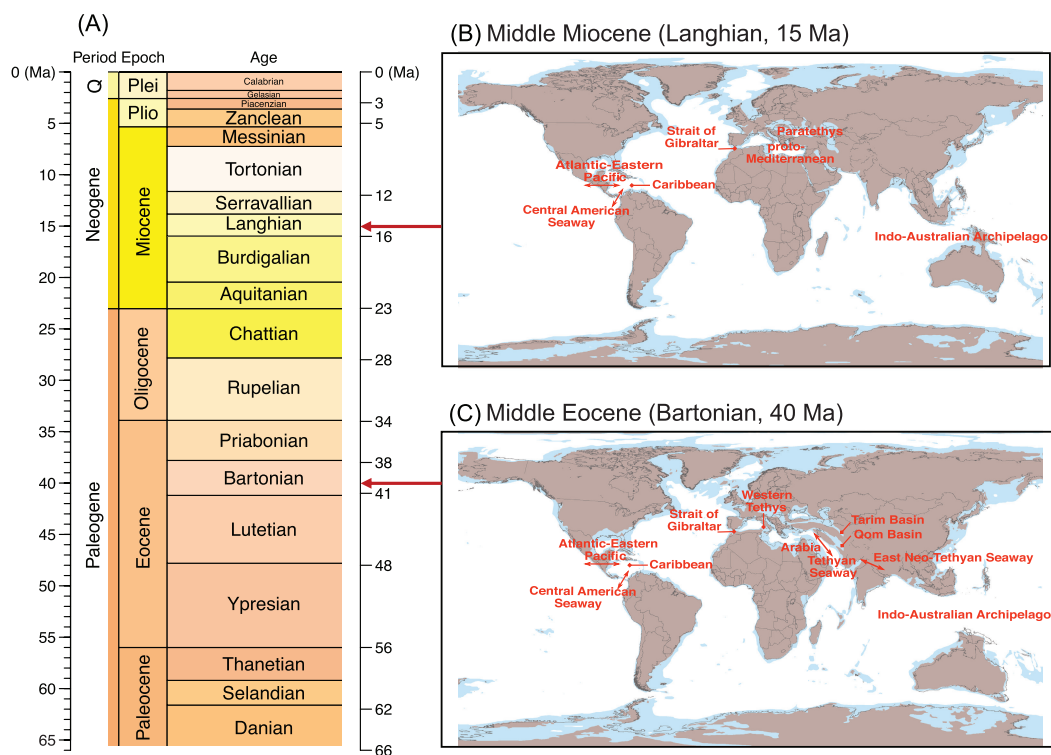 (A)
Period Epoch Age
0 (Ma)
5
10
15
20
25
30
35
40
45
50
55
60
65
Q
Neogene
Paleogene
Plei
Plio
Miocene
Oligocene
Eocene
Paleocene
Calabrian
Gelasian
Piacenzian
Zanclean
Messinian
Tortonian
Serravallian
Langhian
Burdigalian
Aquitanian
Chattian
Rupelian
Priabonian
Bartonian
Lutetian
Ypresian
Thanetian
Selandian
Danian
0 (Ma)
3
5
12
16
23
28
34
38
41
48
56
62
66
(B) Middle Miocene (Langhian, 15 Ma)
Strait of
Gibraltar
Paratethys
proto-
Mediterranean
Atlantic-Eastern
Pacific
Caribbean
Central American
Seaway
Indo-Australian Archipelago
(C) Middle Eocene (Bartonian, 40 Ma)
Western
Tethys
Strait of
Gibraltar
Tarim Basin
Qom Basin
Atlantic-Eastern
Pacific
Arabia
Tethyan
Seaway
East Neo-Tethyan Seaway
Caribbean
Central American
Seaway
Indo-Australian Archipelago